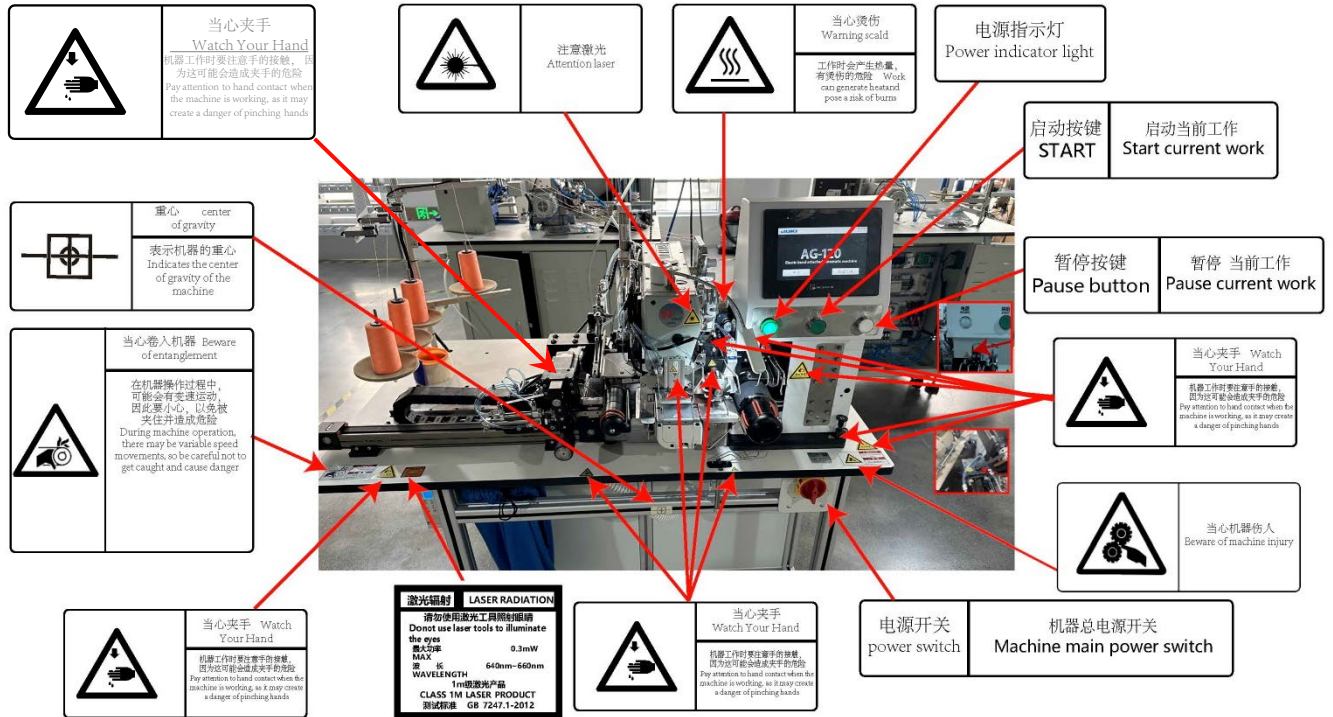 当心夹手
Watch Your Hand
机器工作时要注意手的接触， 因
为这可能会造成夹手的危险
Pay attention to hand contact when
the machine is working, as it may
create a danger of pinching hands
注意激光
Attention laser
当心烫伤
Warning scald
工作时会产生热量，
有烫伤的危险 Work
can generate heatand
pose a risk of burns
电源指示灯
Power indicator light
启动按键
START
启动当前工作
Start current work
重心 center
of gravity
表示机器的重心
Indicates the center
of gravity of the
machine
暂停按键
Pause button
暂停 当前工作
Pause current work
JUKI
AG-120
当心卷入机器 Beware
of entanglement
在机器操作过程中，
可能会有变速运动，
因此要小心，以免被
夹住并造成危险
During machine operation,
there may be variable speed
movements, so be careful not to
get caught and cause danger
当心夹手 Watch
Your Hand
机器工作时要注意手的接触，
因为这可能会造成夹手的危险
Pay attention to hand contact when the
machine is working, as it may create
a danger of pinching hands
当心机器伤人
Beware of machine injury
当心夹手 Watch
Your Hand
机器工作时要注意手的接触，
因为这可能会造成夹手的危险
Pay attention to hand contact when the
machine is working, as it may create
a danger of pinching hands
激光辐射 LASER RADIATION
请勿使用激光工具照射眼睛
Donot use laser tools to illuminate
the eyes
最大功率 0.3mW
MAX
波 长 640nm~660nm
WAVELENGTH
1m级激光产品
CLASS 1M LASER PRODUCT
测试标准 GB 7247.1-2012
当心夹手
Watch Your Hand
机器工作时要注意手的接触，
因为这可能会造成夹手的危险
Pay attention to hand contact when the
machine is working, as it may create
a danger of pinching hands
电源开关
power switch
机器总电源开关
Machine main power switch